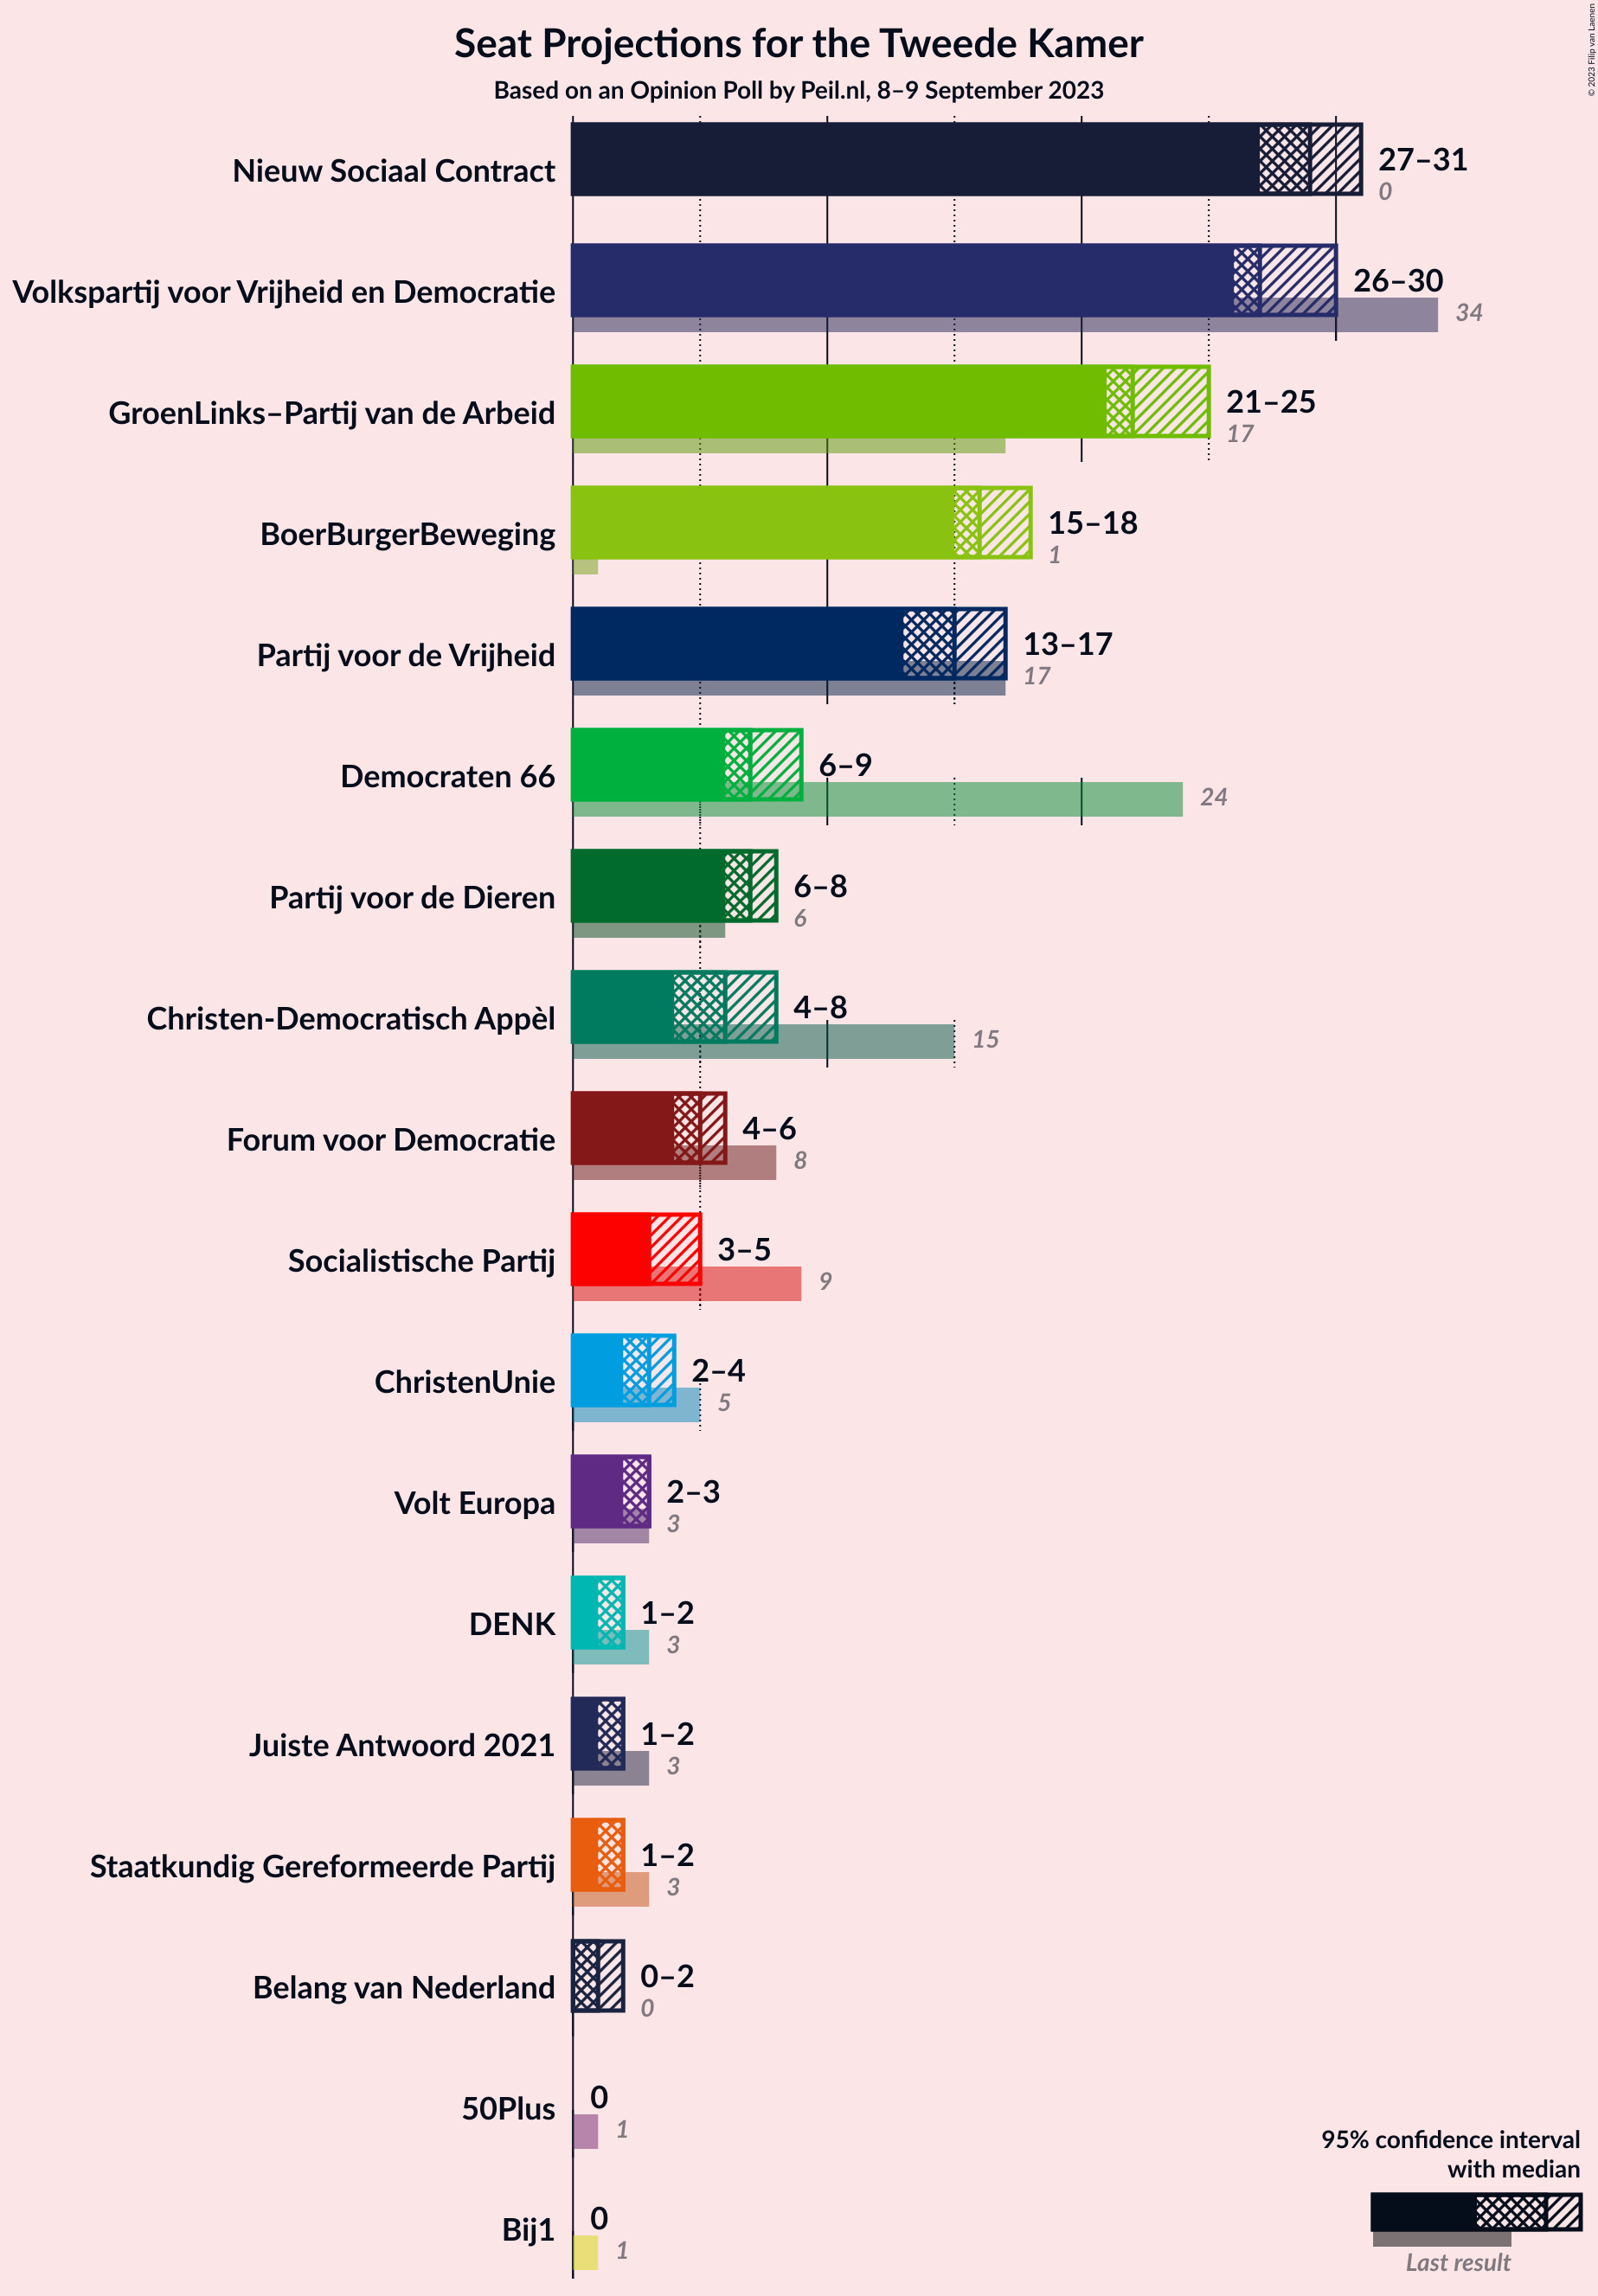 Seat Projections for the Tweede Kamer
Based on an Opinion Poll by Peil.nl, 8–9 September 2023
© 2023 Filip van Laenen
Nieuw Sociaal Contract
27–31
0
Volkspartij voor Vrijheid en Democratie
26–30
34
GroenLinks–Partij van de Arbeid
21–25
17
BoerBurgerBeweging
15–18
1
Partij voor de Vrijheid
13–17
17
Democraten 66
6–9
24
Partij voor de Dieren
6–8
6
Christen-Democratisch Appèl
4–8
15
Forum voor Democratie
4–6
8
Socialistische Partij
3–5
9
ChristenUnie
2–4
5
Volt Europa
2–3
3
DENK
1–2
3
Juiste Antwoord 2021
1–2
3
Staatkundig Gereformeerde Partij
1–2
3
Belang van Nederland
0–2
0
50Plus
0
1
Bij1
0
1
95% confidence interval
with median
Last result